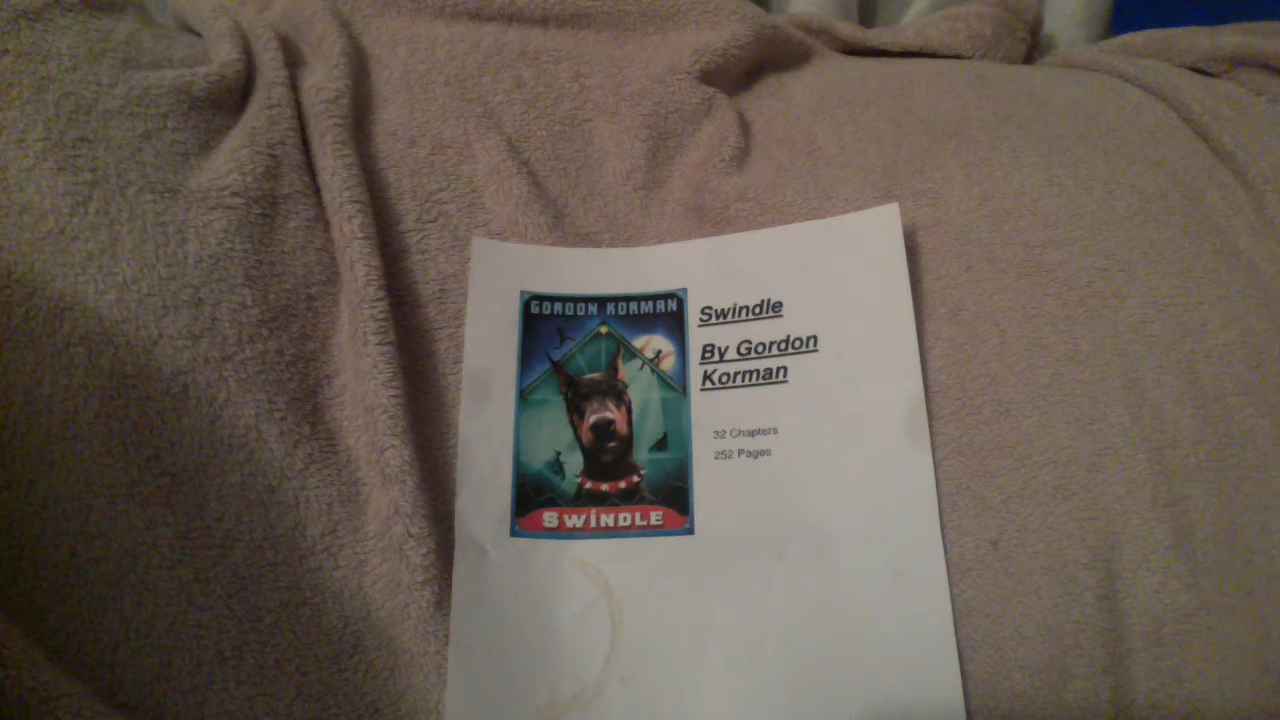 GORDON KORMAN
SWiNDLE
Swindle
By Gordon
Korman
32 Chapters
252 Pages